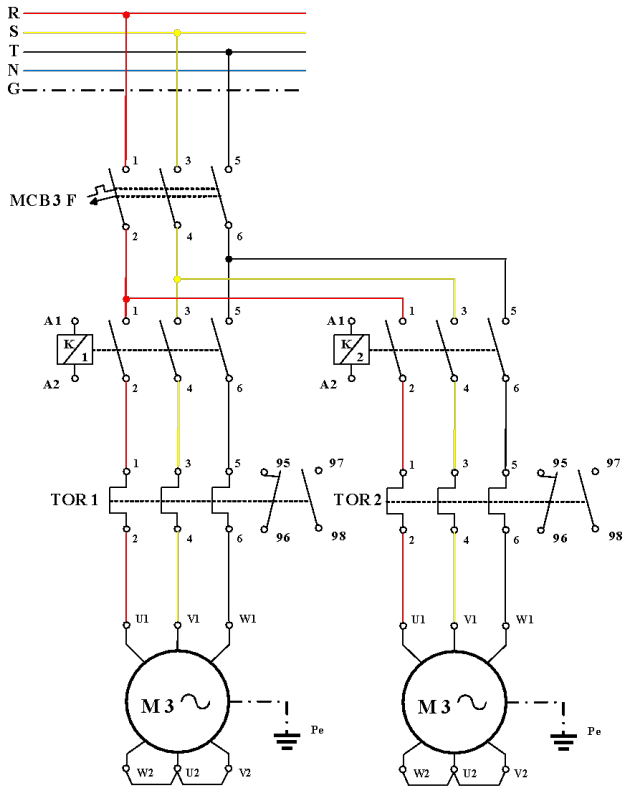 R
S
T
N
G
1 3 5
MCB3 F
2 4 6
A1 1 3 5 A1 1 3 5
K 1 K 2
A2 2 4 6 A2 2 4 6
1 3 5 95 97 1 3 5 95 97
TOR 1 TOR 2
2 4 6 96 98 2 4 6 96 98
U1 V1 W1 U1 V1 W1
M 3 M 3
Pe Pe
W2 U2 V2 W2 U2 V2